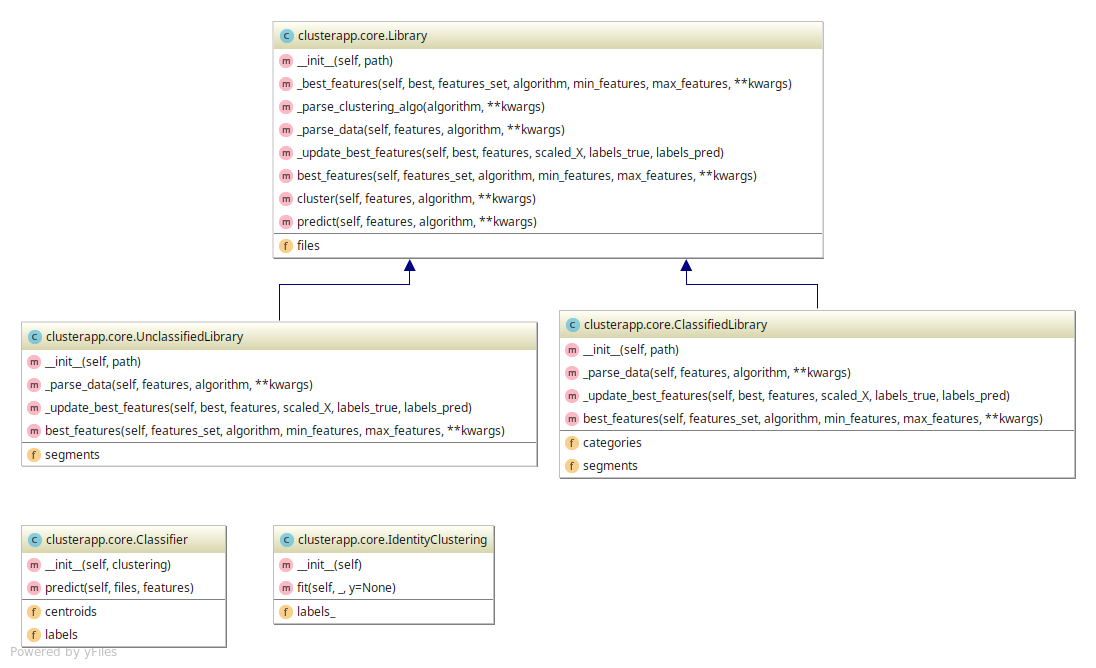 C clusterapp.core.Library
m __init__(self, path)
m _best_features(self, best, features_set, algorithm, min_features, max_features, **kwargs)
m _parse_clustering_algo(algorithm, **kwargs)
m _parse_data(self, features, algorithm, **kwargs)
m _update_best_features(self, best, features, scaled_X, labels_true, labels_pred)
m best_features(self, features_set, algorithm, min_features, max_features, **kwargs)
m cluster(self, features, algorithm, **kwargs)
m predict(self, features, algorithm, **kwargs)
f files
C clusterapp.core.UnclassifiedLibrary
m __init__(self, path)
m _parse_data(self, features, algorithm, **kwargs)
m _update_best_features(self, best, features, scaled_X, labels_true, labels_pred)
m best_features(self, features_set, algorithm, min_features, max_features, **kwargs)
f segments
C clusterapp.core.ClassifiedLibrary
m __init__(self, path)
m _parse_data(self, features, algorithm, **kwargs)
m _update_best_features(self, best, features, scaled_X, labels_true, labels_pred)
m best_features(self, features_set, algorithm, min_features, max_features, **kwargs)
f categories
f segments
C clusterapp.core.Classifier
m __init__(self, clustering)
m predict(self, files, features)
f centroids
f labels
C clusterapp.core.IdentityClustering
m __init__(self)
m fit(self, _, y=None)
f labels_
Powered by yFiles